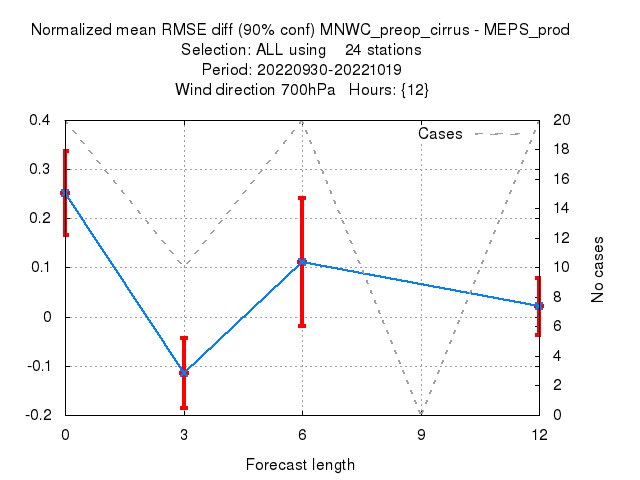 Normalized mean RMSE diff (90% conf) MNWC_preop_cirrus - MEPS_prod
Selection: ALL using 24 stations
Period: 20220930-20221019
Wind direction 700hPa Hours: {12}
Cases
0.4
0.3
0.2
0.1
0
-0.1
-0.2
20
18
16
14
12
10
8
6
4
2
0
No cases
0 3 6 9 12
Forecast length